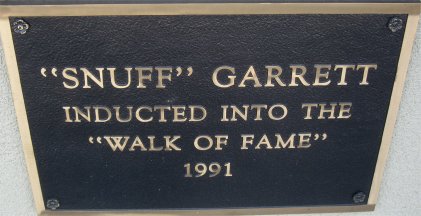 "SNUFF" GARRETT
INDUCTED INTO THE
"WALK OF FAME"
1991